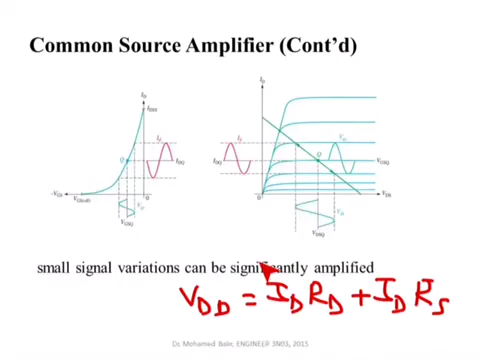 Common Source Amplifier (Cont'd)
I_D
I_DSS
I_d
Q
I_DQ
-V_GS
V_GS(off)
0
V_gs
V_GSQ
I_D
I_d
I_DQ
V_gs
Q
V_GSQ
0
V_DS
V_ds
V_DSQ
small signal variations can be significantly amplified
V_DD = I_D R_D + I_D R_S
Dr. Mohamed Bakr, ENGINEER 3N03, 2015